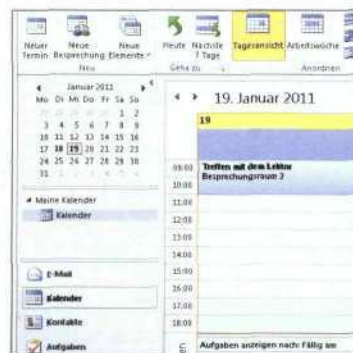 Neuer Termin
Neue Besprechung
Neue Elemente
Neu
Heute
Nächste 7 Tage
Gehe zu
Tagesansicht
Arbeitswoche
Anordnen
Januar 2011
Mo Di Mi Do Fr Sa So
1 2
3 4 5 6 7 8 9
10 11 12 13 14 15 16
17 18 19 20 21 22 23
24 25 26 27 28 29 30
31
Meine Kalender
Kalender
E-Mail
Kalender
Kontakte
Aufgaben
19. Januar 2011
19
09:00 Treffen mit dem Lektor
Besprechungsraum 3
10:00
11:00
12:00
13:00
14:00
15:00
16:00
17:00
18:00
Aufgaben anzeigen nach: Fällig am